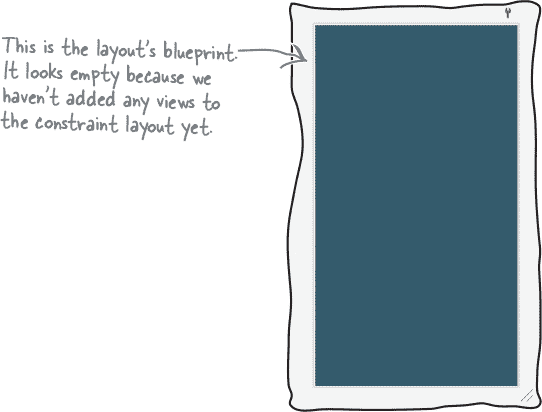 This is the layout's blueprint.
It looks empty because we
haven't added any views to
the constraint layout yet.